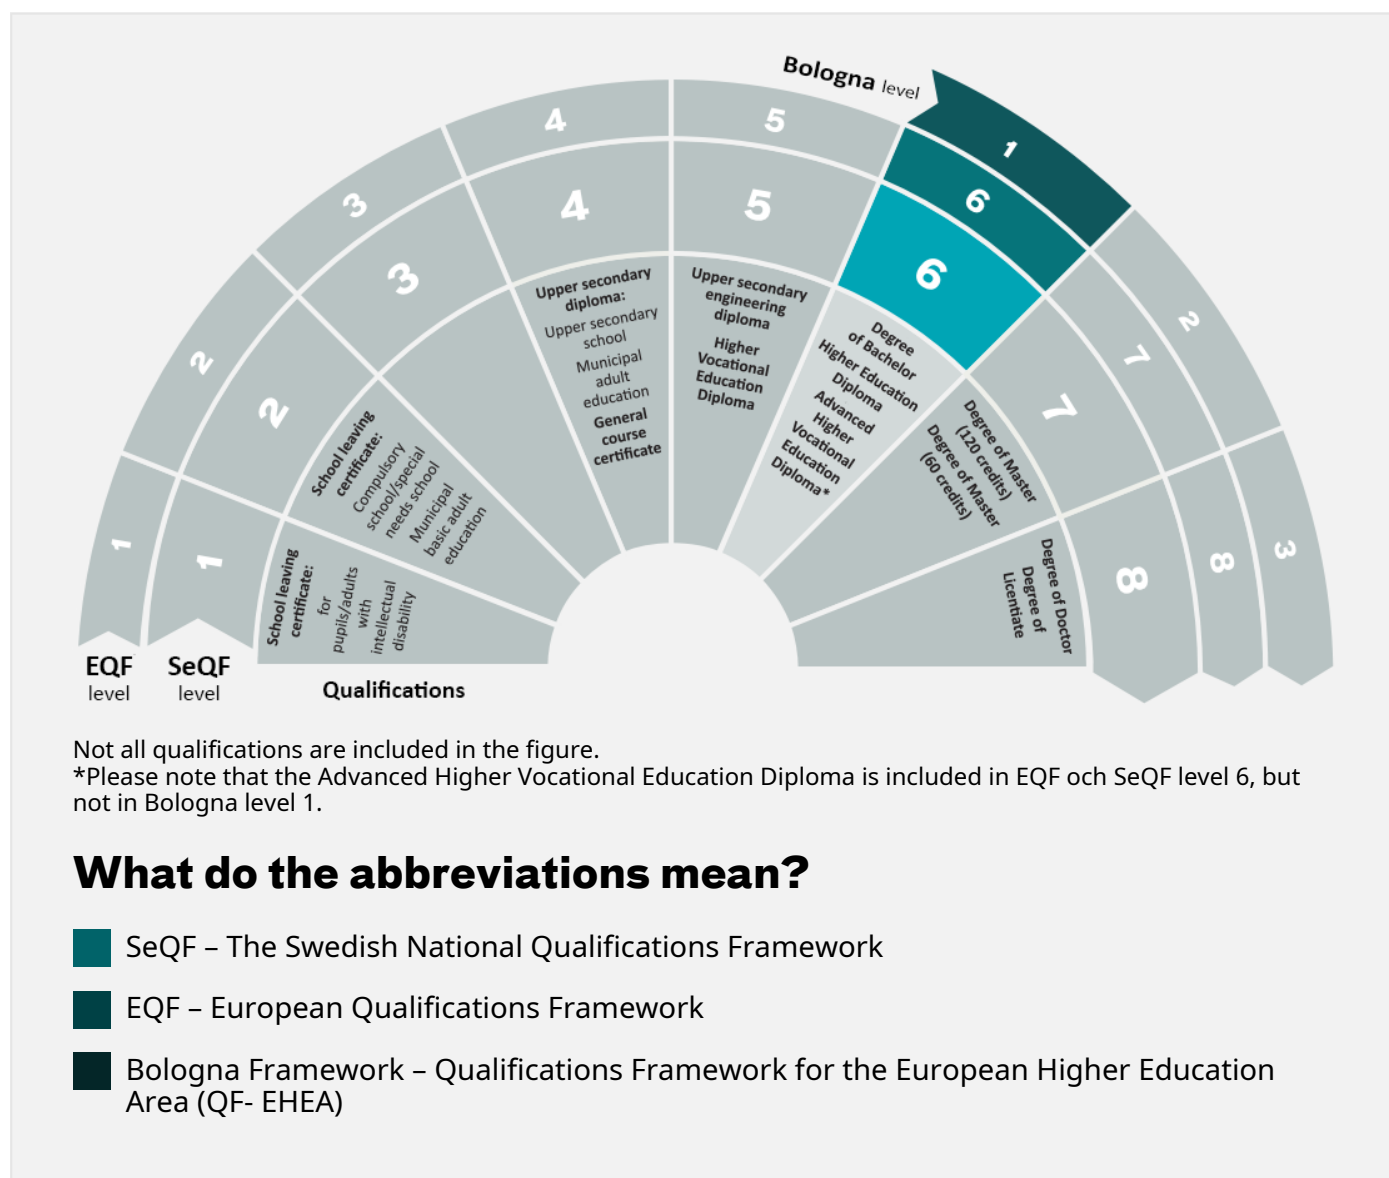 Bologna level
1
2
3
4
5
6
7
8
1
2
3
4
5
6
7
8
1
2
3
School leaving
certificate:
for
pupils/adults
with
intellectual
disability
School leaving
certificate:
Compulsory
school/special
needs school
Municipal
basic adult
education
Upper secondary
diploma:
Upper secondary
school
Municipal
adult
education
General
course
certificate
Upper secondary
engineering
diploma
Higher
Vocational
Education
Diploma
Degree
of Bachelor
Higher Education
Diploma
Advanced
Higher
Vocational
Education
Diploma*
Degree of Master
(120 credits)
Degree of Master
(60 credits)
Degree of Doctor
Degree of
Licentiate
EQF
level
SeQF
level
Qualifications
Not all qualifications are included in the figure.
*Please note that the Advanced Higher Vocational Education Diploma is included in EQF och SeQF level 6, but
not in Bologna level 1.
What do the abbreviations mean?
SeQF – The Swedish National Qualifications Framework
EQF – European Qualifications Framework
Bologna Framework – Qualifications Framework for the European Higher Education
Area (QF- EHEA)